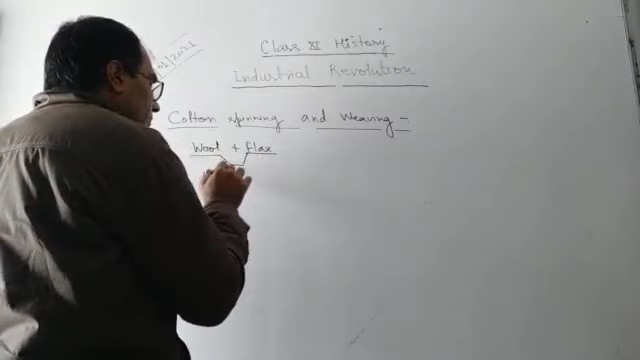 Class XI History
Industrial Revolution
Cotton spinning and Weaving -
Wool + flax